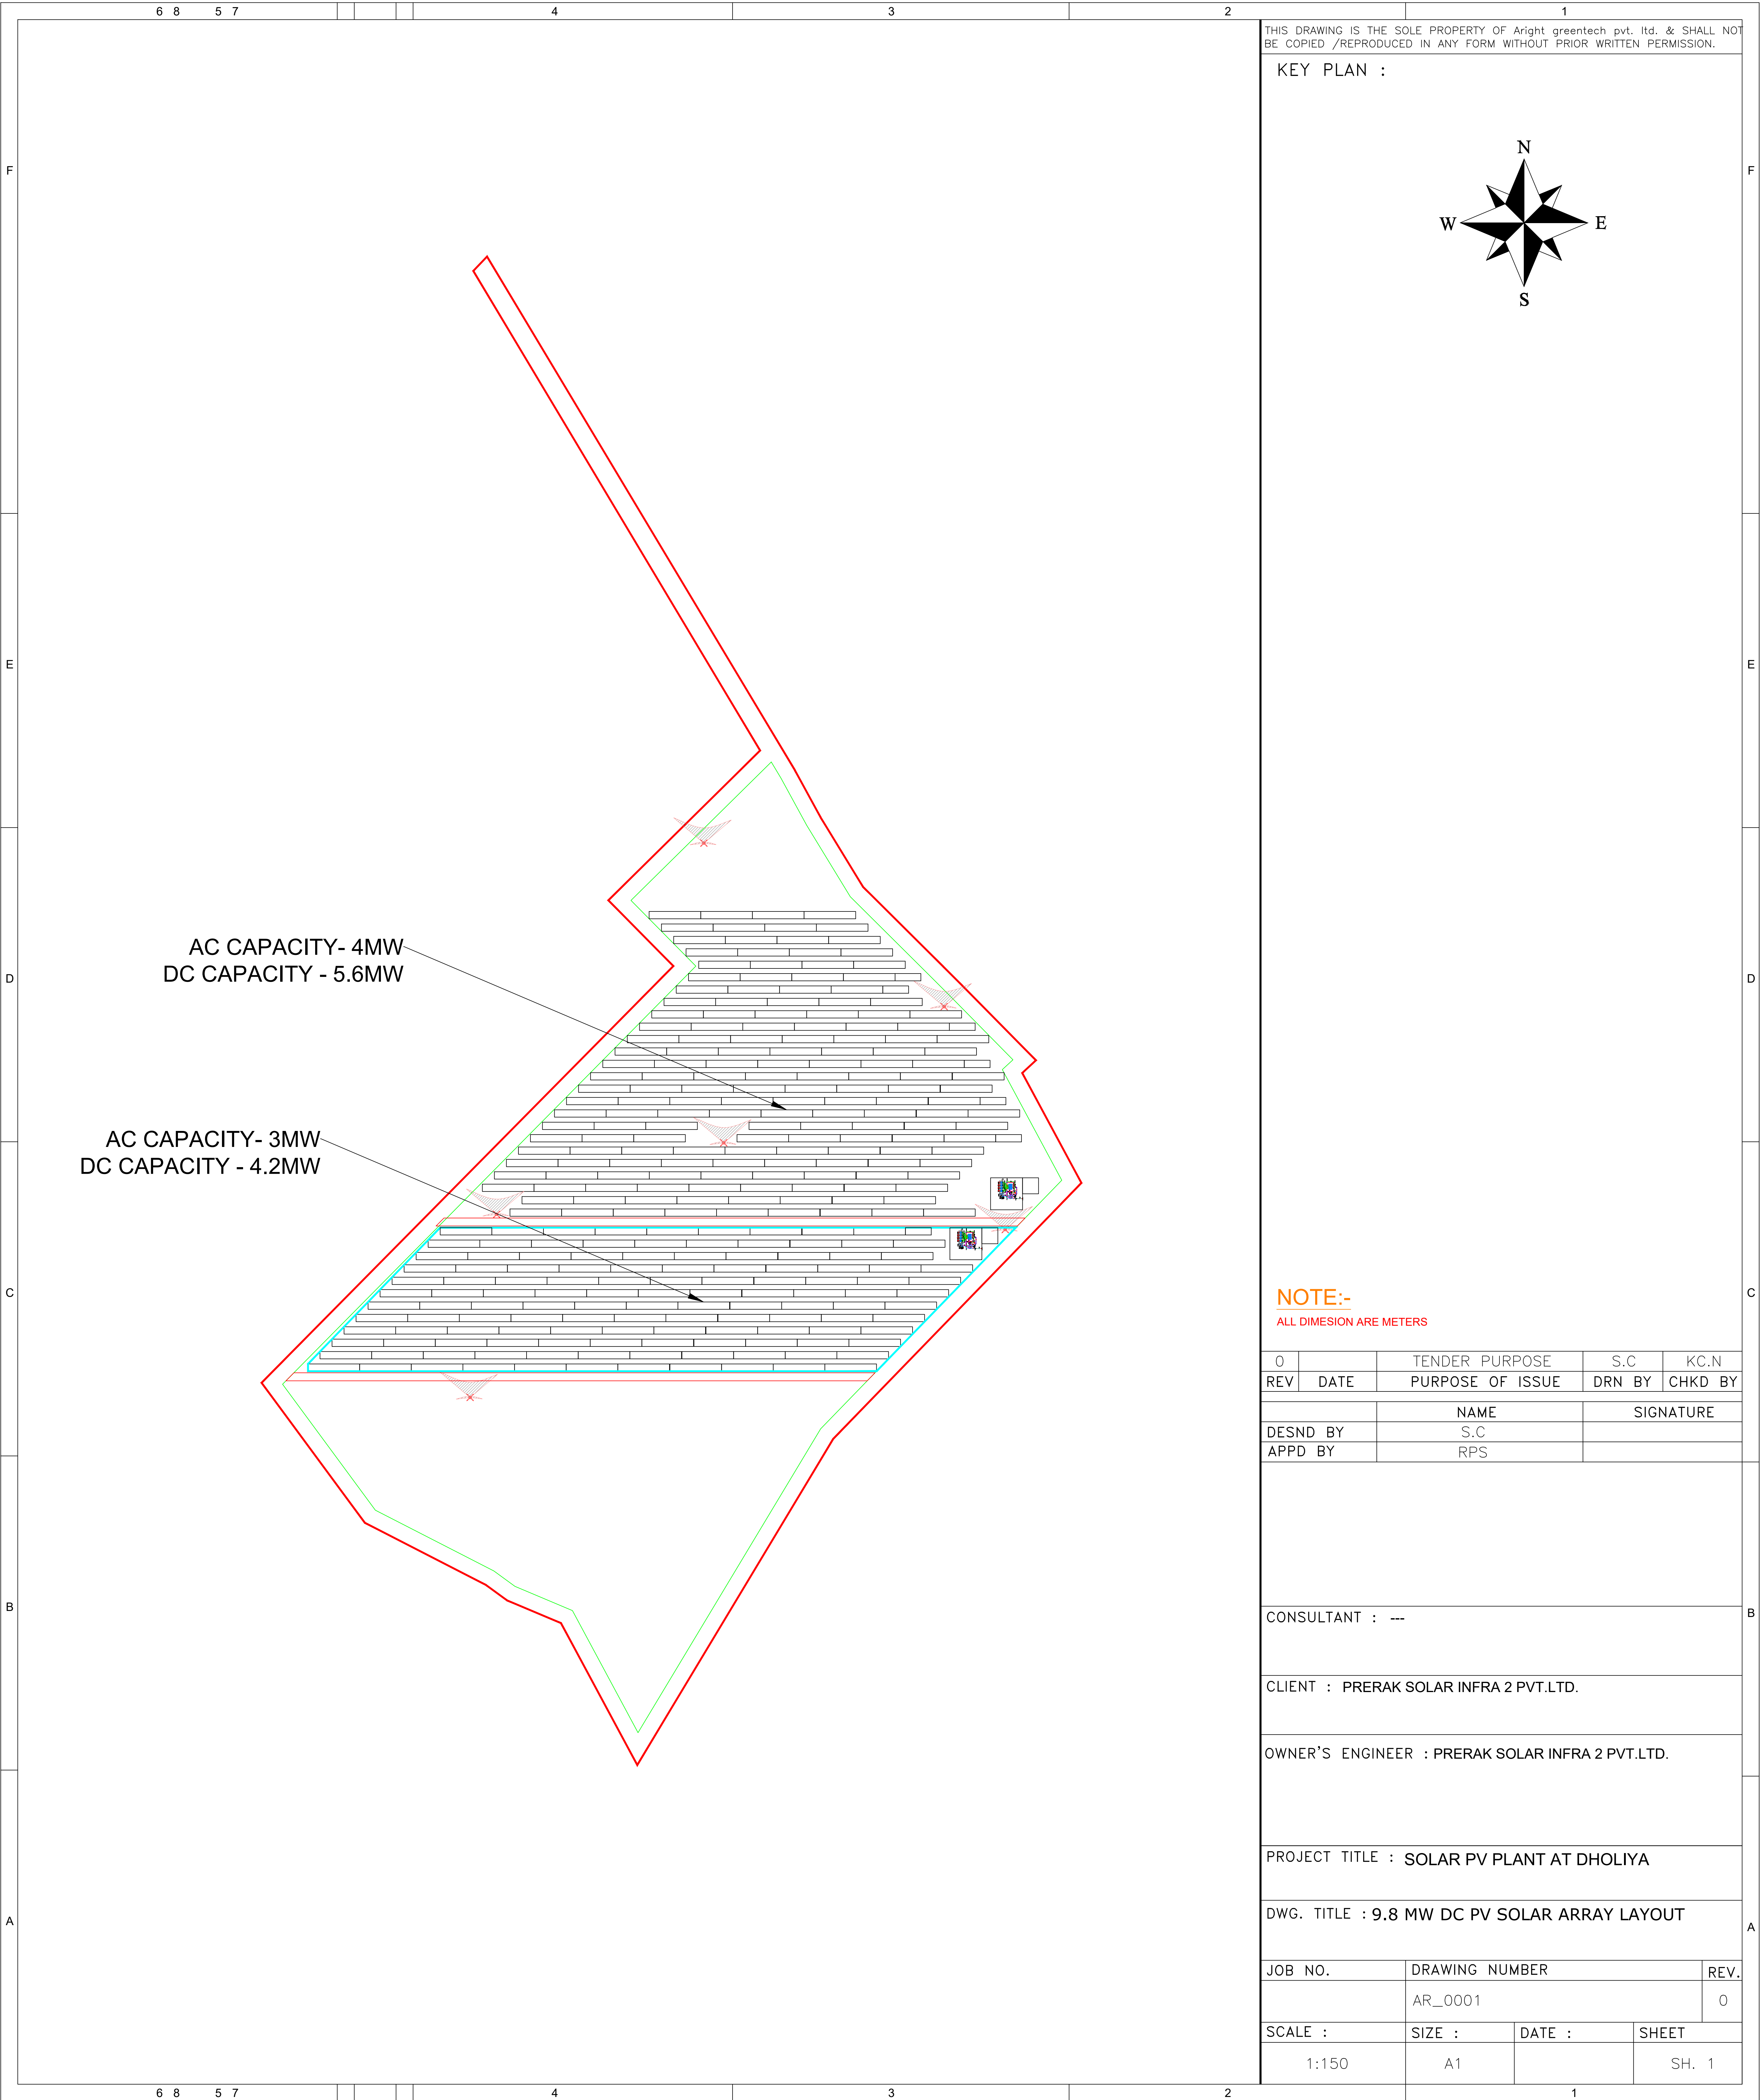 6 8 5 7 4 3 2 1
THIS DRAWING IS THE SOLE PROPERTY OF Aright greentech pvt. ltd. & SHALL NOT
BE COPIED /REPRODUCED IN ANY FORM WITHOUT PRIOR WRITTEN PERMISSION.
KEY PLAN :
N
W E
S
F F
E E
D D
C C
B B
A A
AC CAPACITY- 4MW
DC CAPACITY - 5.6MW
AC CAPACITY- 3MW
DC CAPACITY - 4.2MW
NOTE:-
ALL DIMESION ARE METERS
0 TENDER PURPOSE S.C KC.N
REV DATE PURPOSE OF ISSUE DRN BY CHKD BY
NAME SIGNATURE
DESND BY S.C
APPD BY RPS
CONSULTANT : ---
CLIENT : PRERAK SOLAR INFRA 2 PVT.LTD.
OWNER'S ENGINEER : PRERAK SOLAR INFRA 2 PVT.LTD.
PROJECT TITLE : SOLAR PV PLANT AT DHOLIYA
DWG. TITLE : 9.8 MW DC PV SOLAR ARRAY LAYOUT
JOB NO. DRAWING NUMBER REV.
AR_0001 0
SCALE : SIZE : DATE : SHEET
1:150 A1 SH. 1
6 8 5 7 4 3 2 1